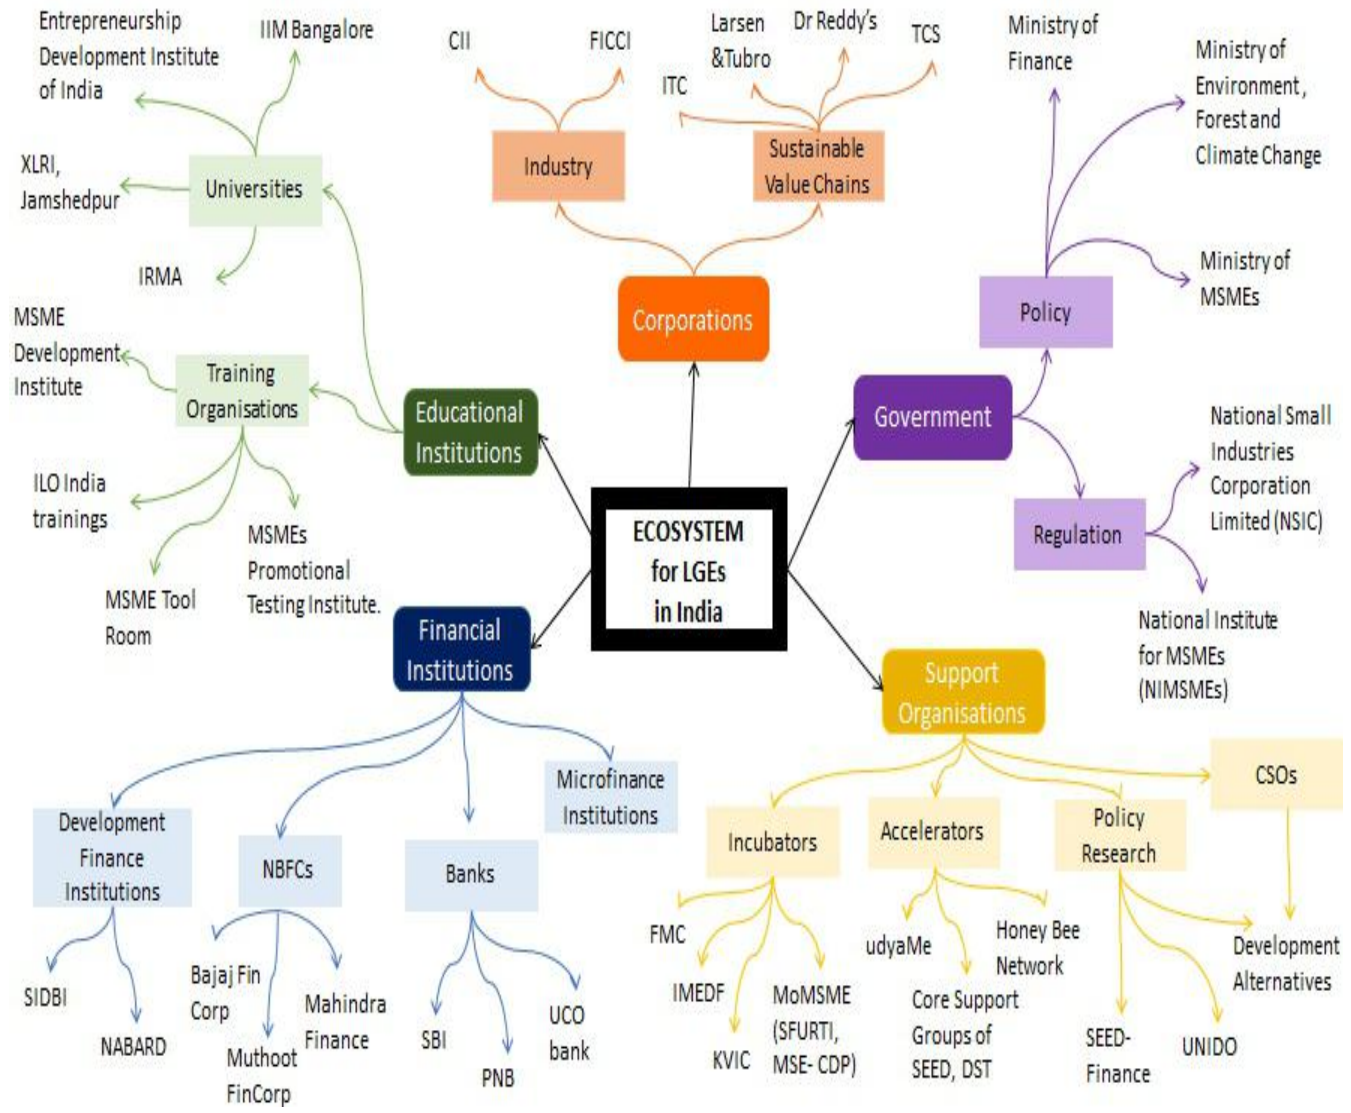 Entrepreneurship
Development Institute
of India
IIM Bangalore
XLRI,
Jamshedpur
Universities
IRMA
MSME
Development
Institute
Training
Organisations
ILO India
trainings
MSME Tool
Room
MSMEs
Promotional
Testing Institute.
Educational
Institutions
CII
FICCI
Industry
ITC
Larsen
&Tubro
Dr Reddy's
TCS
Sustainable
Value Chains
Corporations
Ministry of
Finance
Ministry of
Environment,
Forest and
Climate Change
Ministry of
MSMEs
Policy
Government
Regulation
National Small
Industries
Corporation
Limited (NSIC)
National Institute
for MSMEs
(NIMSMEs)
ECOSYSTEM
for LGEs
in India
Financial
Institutions
Development
Finance
Institutions
SIDBI
NABARD
NBFCs
Bajaj Fin
Corp
Muthoot
FinCorp
Mahindra
Finance
Banks
SBI
PNB
UCO
bank
Microfinance
Institutions
Support
Organisations
Incubators
FMC
IMEDF
KVIC
MoMSME
(SFURTI,
MSE- CDP)
Accelerators
udyaMe
Core Support
Groups of
SEED, DST
Honey Bee
Network
Policy
Research
SEED-
Finance
UNIDO
CSOs
Development
Alternatives